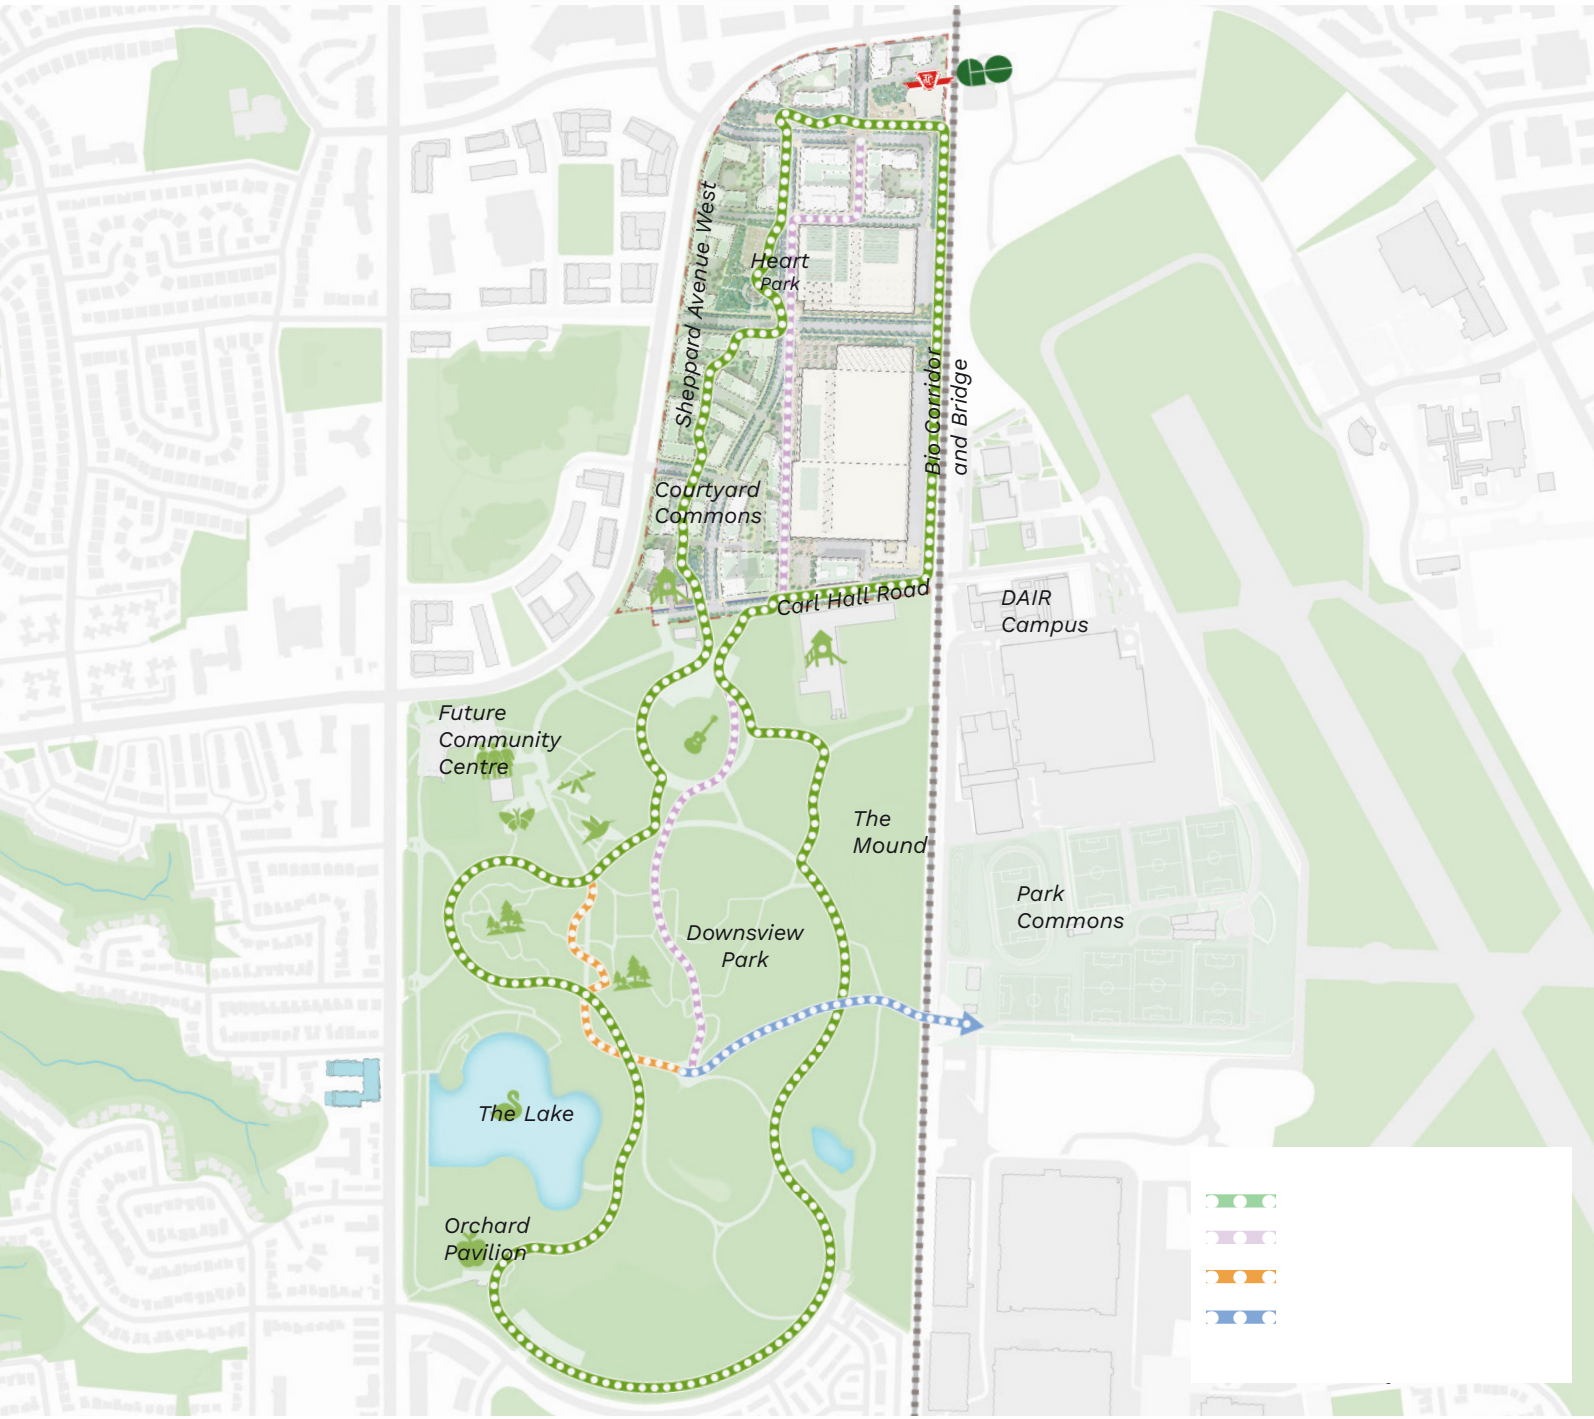 Sheppard Avenue West
Heart
Park
Bio Corridor
and Bridge
Courtyard
Commons
Carl Hall Road
DAIR
Campus
Future
Community
Centre
The
Mound
Park
Commons
Downsview
Park
The Lake
Orchard
Pavilion